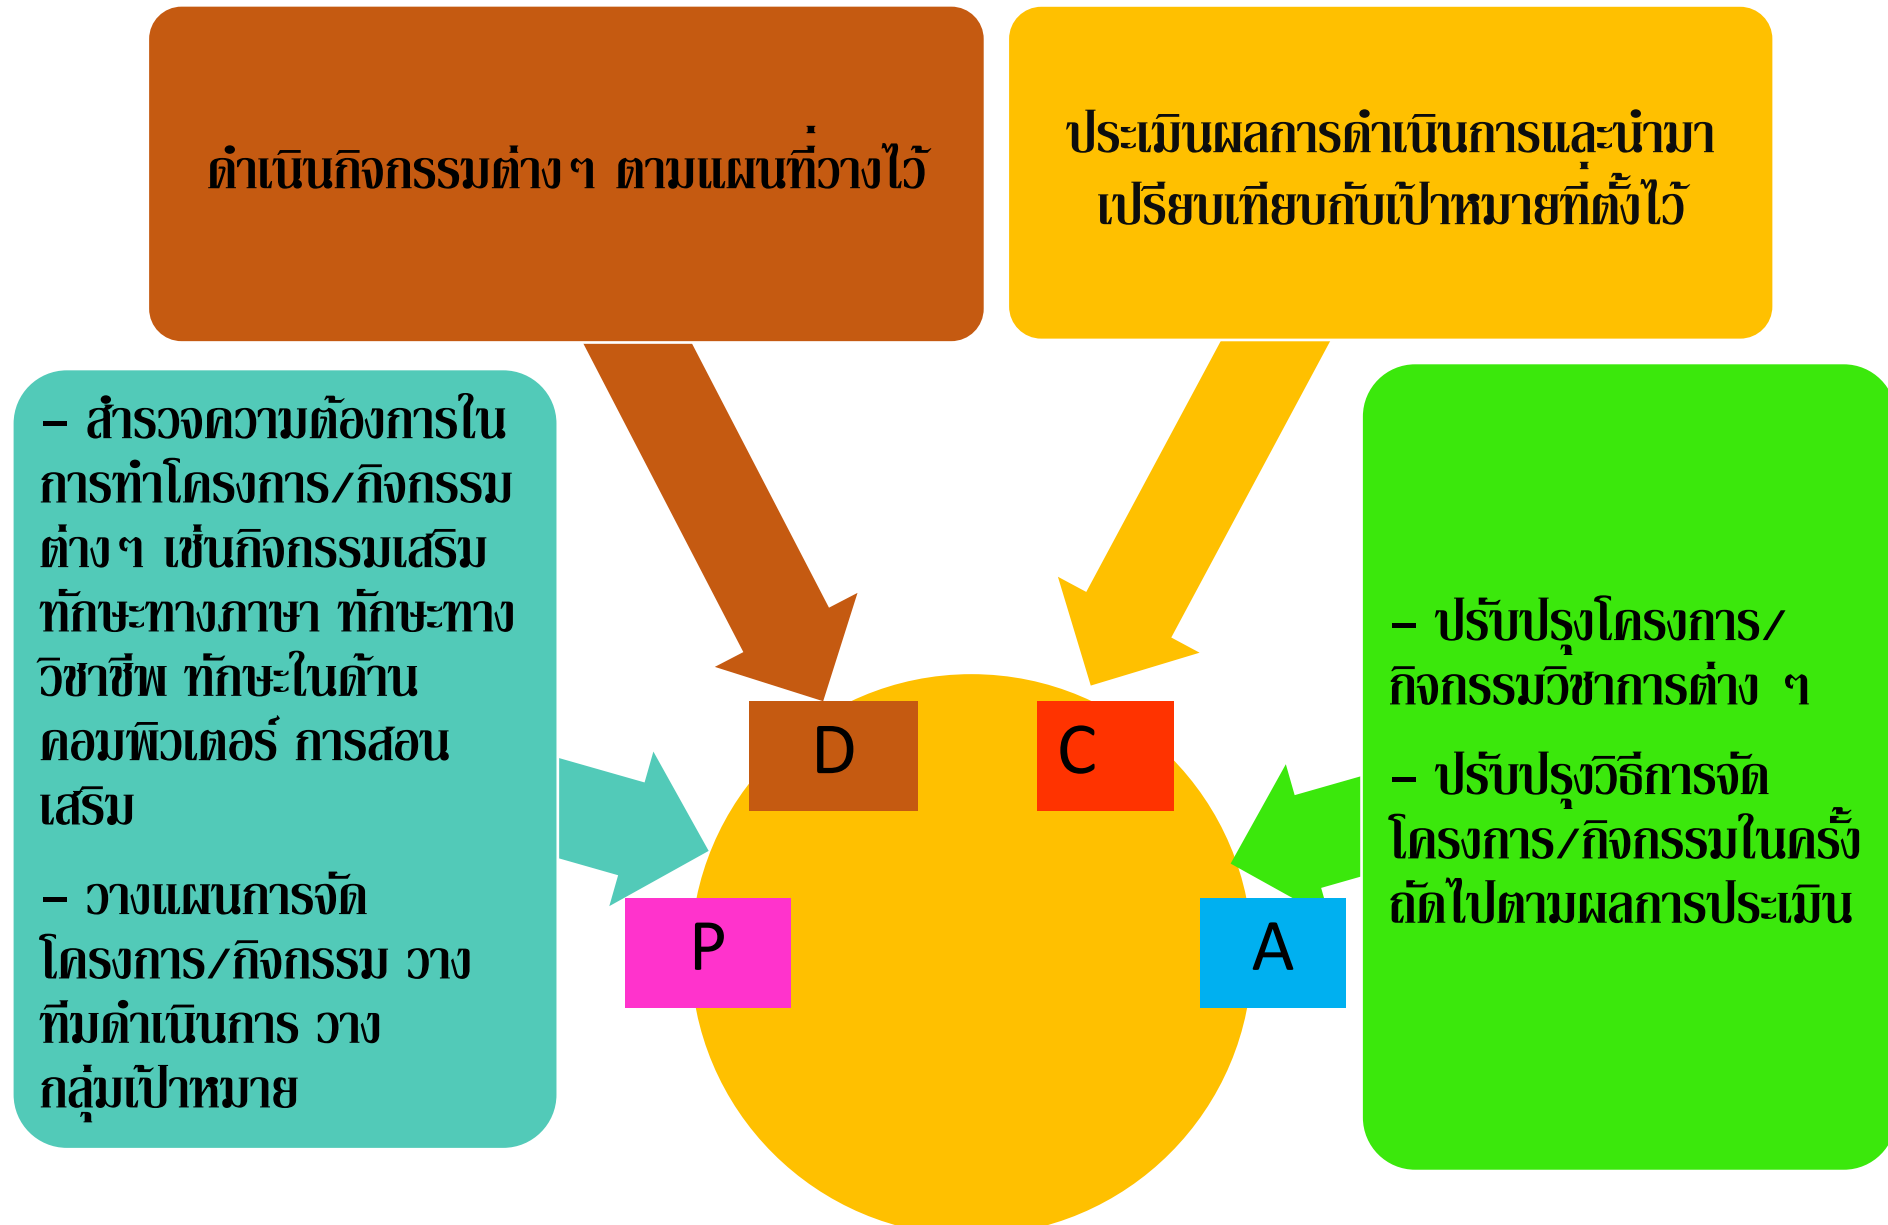 ดำเนินกิจกรรมต่างๆ ตามแผนที่วางไว้
ประเมินผลการดำเนินการและนำมา
เปรียบเทียบกับเป้าหมายที่ตั้งไว้
– สำรวจความต้องการใน
การทำโครงการ/กิจกรรม
ต่างๆ เช่นกิจกรรมเสริม
ทักษะทางภาษา ทักษะทาง
วิชาชีพ ทักษะในด้าน
คอมพิวเตอร์ การสอน
เสริม
– วางแผนการจัด
โครงการ/กิจกรรม วาง
ทีมดำเนินการ วาง
กลุ่มเป้าหมาย
– ปรับปรุงโครงการ/
กิจกรรมวิชาการต่าง ๆ
– ปรับปรุงวิธีการจัด
โครงการ/กิจกรรมในครั้ง
ถัดไปตามผลการประเมิน
D
C
P
A